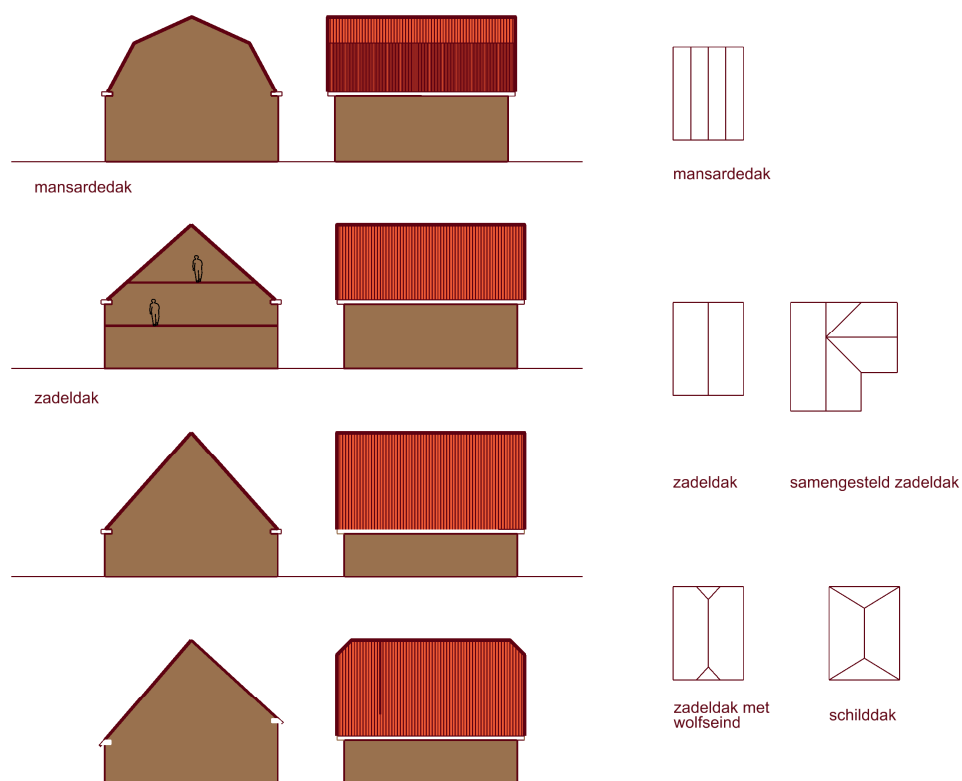 mansardedak
mansardedak
zadeldak
zadeldak
samengesteld zadeldak
zadeldak met
wolfseind
schilddak